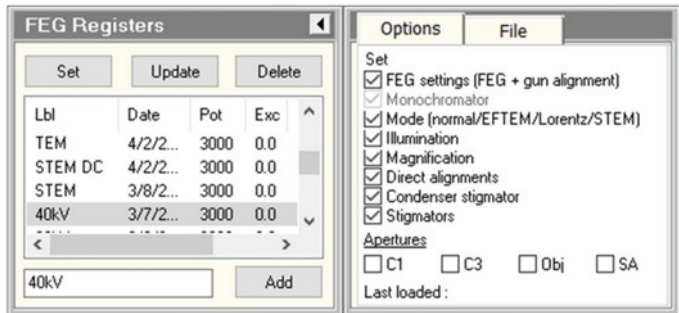 FEG Registers
Set Update Delete
Lbl Date Pot Exc
TEM 4/2/2... 3000 0.0
STEM DC 4/2/2... 3000 0.0
STEM 3/8/2... 3000 0.0
40kV 3/7/2... 3000 0.0
40kV Add
Options File
Set
FEG settings (FEG + gun alignment)
Monochromator
Mode (normal/EFTEM/Lorentz/STEM)
Illumination
Magnification
Direct alignments
Condenser stigmator
Stigmators
Apertures
C1 C3 Obj SA
Last loaded :